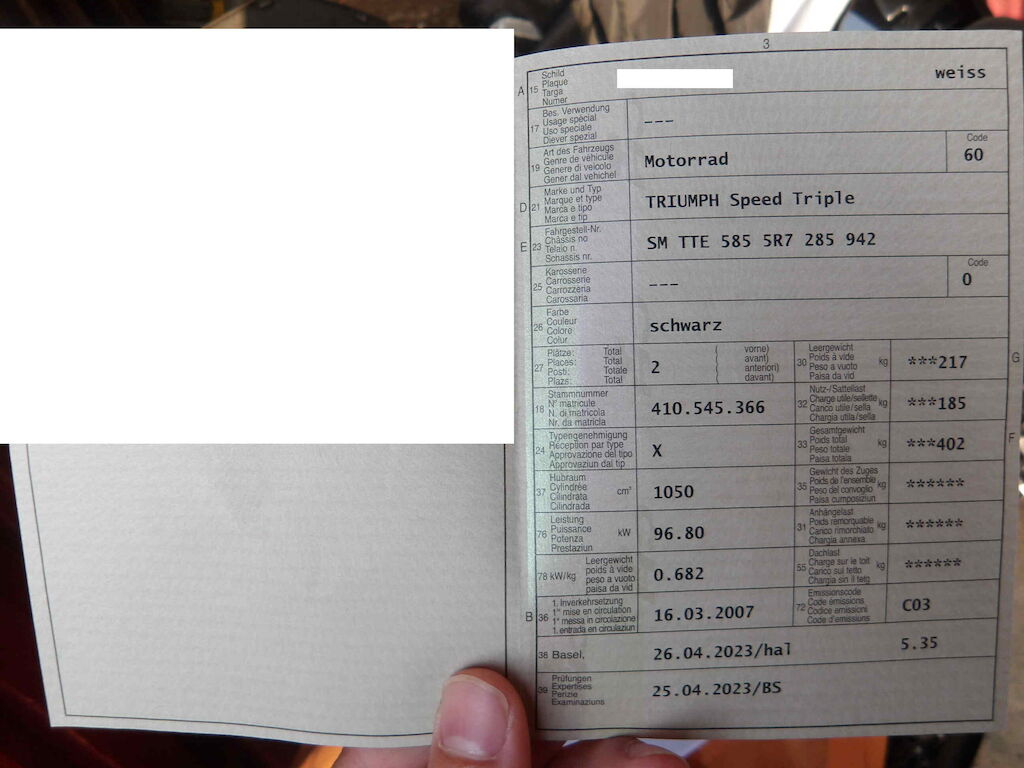 3
A 15 Schild
Plaque
Targa
Numer
weiss
17 Bes. Verwendung
Usage spécial
Uso speciale
Diever spezial
---
19 Art des Fahrzeugs
Genre de véhicule
Genere di veicolo
Gener dal vehichel
Motorrad
Code
60
D 21 Marke und Typ
Marque et type
Marca e tipo
Marca e tip
TRIUMPH Speed Triple
E 23 Fahrgestell-Nr.
Châssis no
Telaio n.
Schassis nr.
SM TTE 585 5R7 285 942
25 Karosserie
Carrosserie
Carrozzeria
Carossaria
---
Code
0
26 Farbe
Couleur
Colore
Colur
schwarz
27 Plätze: Total
Places: Total
Posti: Totale
Plazs: Total
2
( vorne)
( avant)
( anteriori)
( davant)
30 Leergewicht
Poids à vide
Peso a vuoto
Paisa da vid
kg
***217
G
18 Stammnummer
N° matricule
N. di matricola
Nr. da matricla
410.545.366
32 Nutz-/Sattellast
Charge utile/sellette
Carico utile/sella
Chargia utila/sella
kg
***185
24 Typengenehmigung
Réception par type
Approvazione del tipo
Approvaziun dal tip
X
33 Gesamtgewicht
Poids total
Peso totale
Paisa totala
kg
***402
F
37 Hubraum
Cylindrée
Cilindrata
Cilindrada
cm³
1050
35 Gewicht des Zuges
Poids de l'ensemble
Peso del convoglio
Paisa cumposiziun
kg
******
76 Leistung
Puissance
Potenza
Prestaziun
kW
96.80
31 Anhängelast
Poids remorquable
Carico rimorchiato
Chargia annexa
kg
******
78 kW/kg Leergewicht
poids à vide
peso a vuoto
paisa da vid
0.682
55 Dachlast
Charge sur le toit
Carico sul tetto
Chargia sin il tetg
kg
******
B 36 1. Inverkehrsetzung
1re mise en circulation
1a messa in circolazione
1. entrada en circulaziun
16.03.2007
72 Emissionscode
Code émissions
Codice emissioni
Code d'emissiuns
C03
38 Basel,
26.04.2023/hal
5.35
39 Prüfungen
Expertises
Perizie
Examinaziuns
25.04.2023/BS